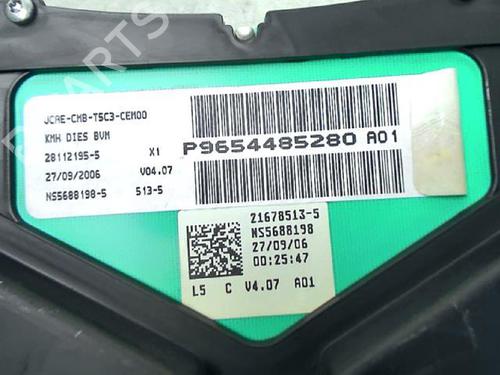 PARTS
JCAE-CMB-T5C3-CEM00
KMH DIES BVM
28112195-5 X1
27/09/2006 V04.07
NS5688198-5 513-5
P9654485280 A01
21678513-5
NS5688198
27/09/06
00:25:47
L5 C V4.07 A01